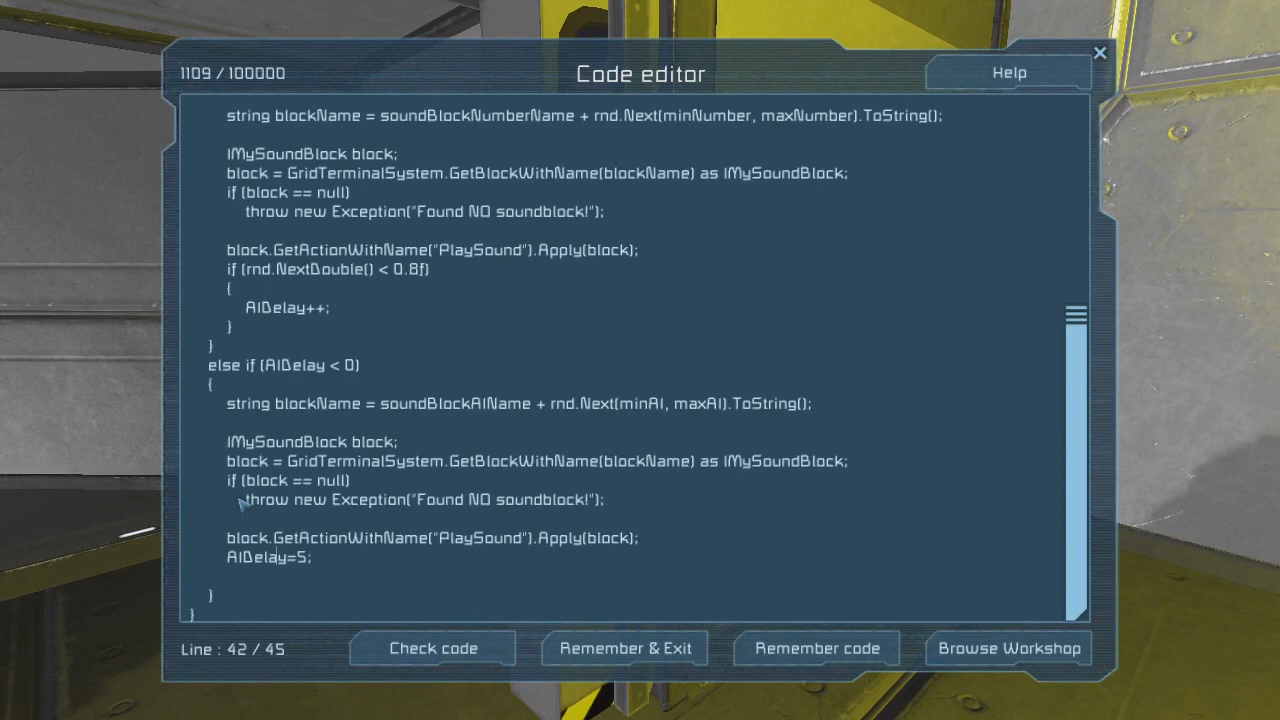 1109 / 100000
Code editor
Help
string blockName = soundBlockNumberName + rnd.Next(minNumber, maxNumber).ToString();
IMySoundBlock block;
block = GridTerminalSystem.GetBlockWithName(blockName) as IMySoundBlock;
if (block == null)
throw new Exception("Found NO soundblock!");
block.GetActionWithName("PlaySound").Apply(block);
if (rnd.NextDouble() < 0.8f)
{
AIDelay++;
}
}
else if (AIDelay < 0)
{
string blockName = soundBlockAIName + rnd.Next(minAI, maxAI).ToString();
IMySoundBlock block;
block = GridTerminalSystem.GetBlockWithName(blockName) as IMySoundBlock;
if (block == null)
throw new Exception("Found NO soundblock!");
block.GetActionWithName("PlaySound").Apply(block);
AIDelay=5;
}
}
Line : 42 / 45
Check code
Remember & Exit
Remember code
Browse Workshop